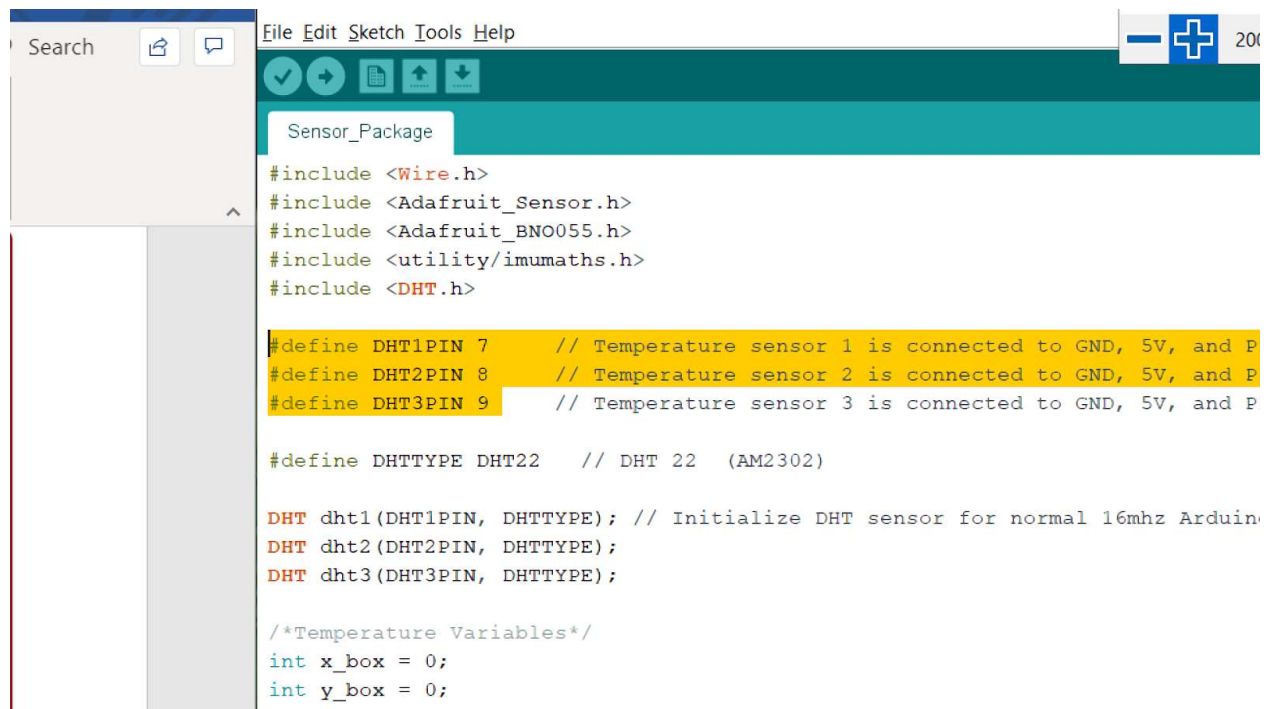 Search
File Edit Sketch Tools Help
Sensor_Package
#include <Wire.h>
#include <Adafruit_Sensor.h>
#include <Adafruit_BNO055.h>
#include <utility/imumaths.h>
#include <DHT.h>
#define DHT1PIN 7 // Temperature sensor 1 is connected to GND, 5V, and P
#define DHT2PIN 8 // Temperature sensor 2 is connected to GND, 5V, and P
#define DHT3PIN 9 // Temperature sensor 3 is connected to GND, 5V, and P
#define DHTTYPE DHT22 // DHT 22 (AM2302)
DHT dht1(DHT1PIN, DHTTYPE); // Initialize DHT sensor for normal 16mhz Arduin
DHT dht2(DHT2PIN, DHTTYPE);
DHT dht3(DHT3PIN, DHTTYPE);
/*Temperature Variables*/
int x_box = 0;
int y_box = 0;